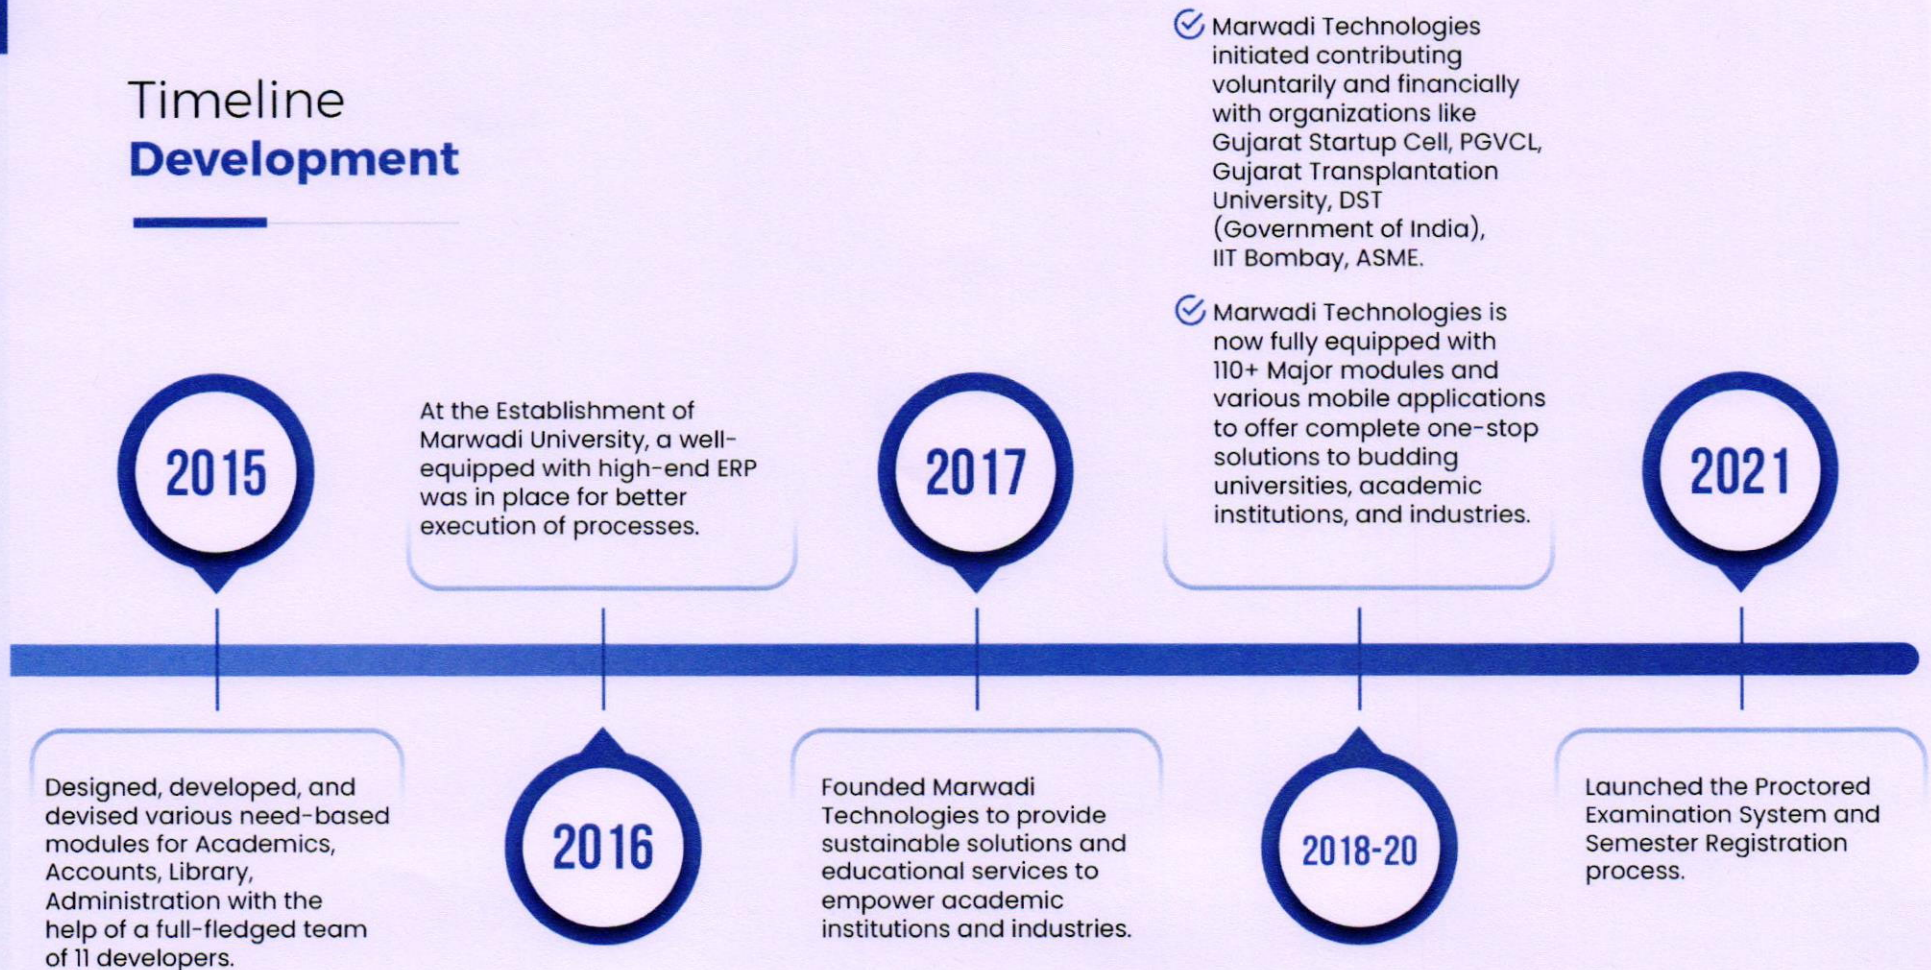 Timeline
Development
2015
Designed, developed, and
devised various need-based
modules for Academics,
Accounts, Library,
Administration with the
help of a full-fledged team
of 11 developers.
At the Establishment of
Marwadi University, a well-
equipped with high-end ERP
was in place for better
execution of processes.
2016
2017
Founded Marwadi
Technologies to provide
sustainable solutions and
educational services to
empower academic
institutions and industries.
Marwadi Technologies
initiated contributing
voluntarily and financially
with organizations like
Gujarat Startup Cell, PGVCL,
Gujarat Transplantation
University, DST
(Government of India),
IIT Bombay, ASME.
Marwadi Technologies is
now fully equipped with
110+ Major modules and
various mobile applications
to offer complete one-stop
solutions to budding
universities, academic
institutions, and industries.
2018-20
2021
Launched the Proctored
Examination System and
Semester Registration
process.